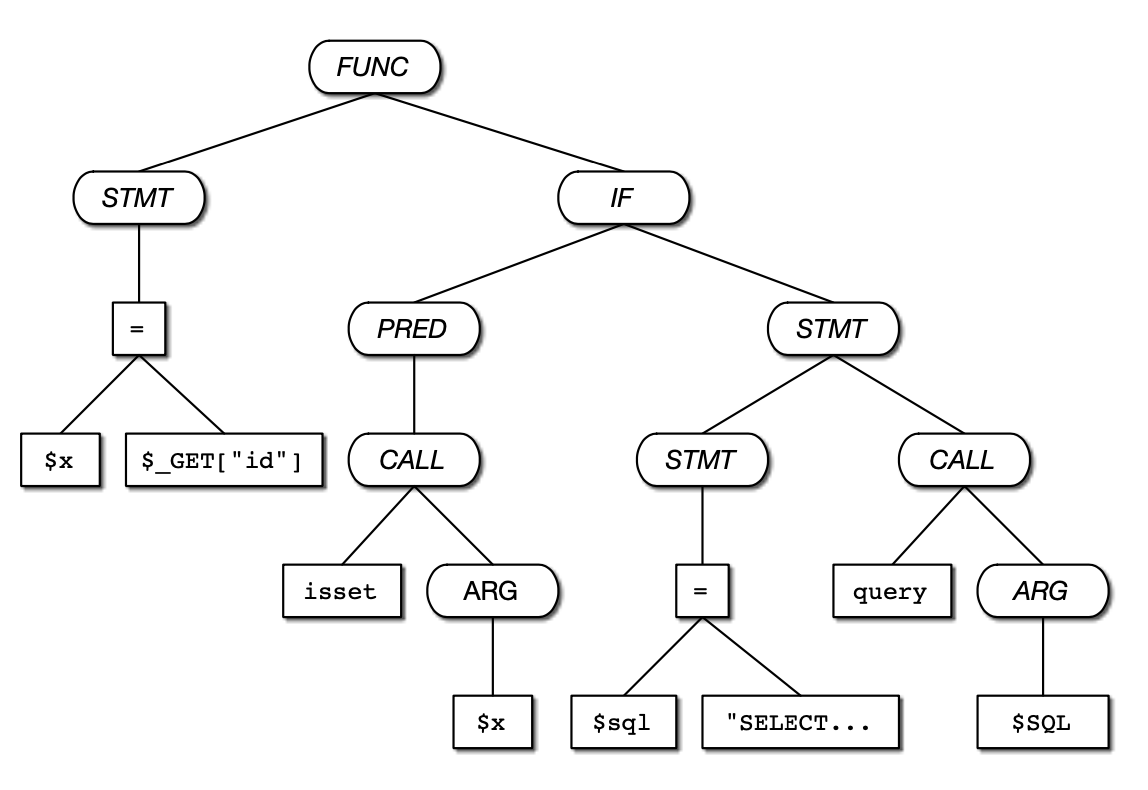 FUNC
STMT
IF
=
PRED
STMT
$x
$_GET["id"]
CALL
STMT
CALL
isset
ARG
=
query
ARG
$x
$sql
"SELECT...
$SQL